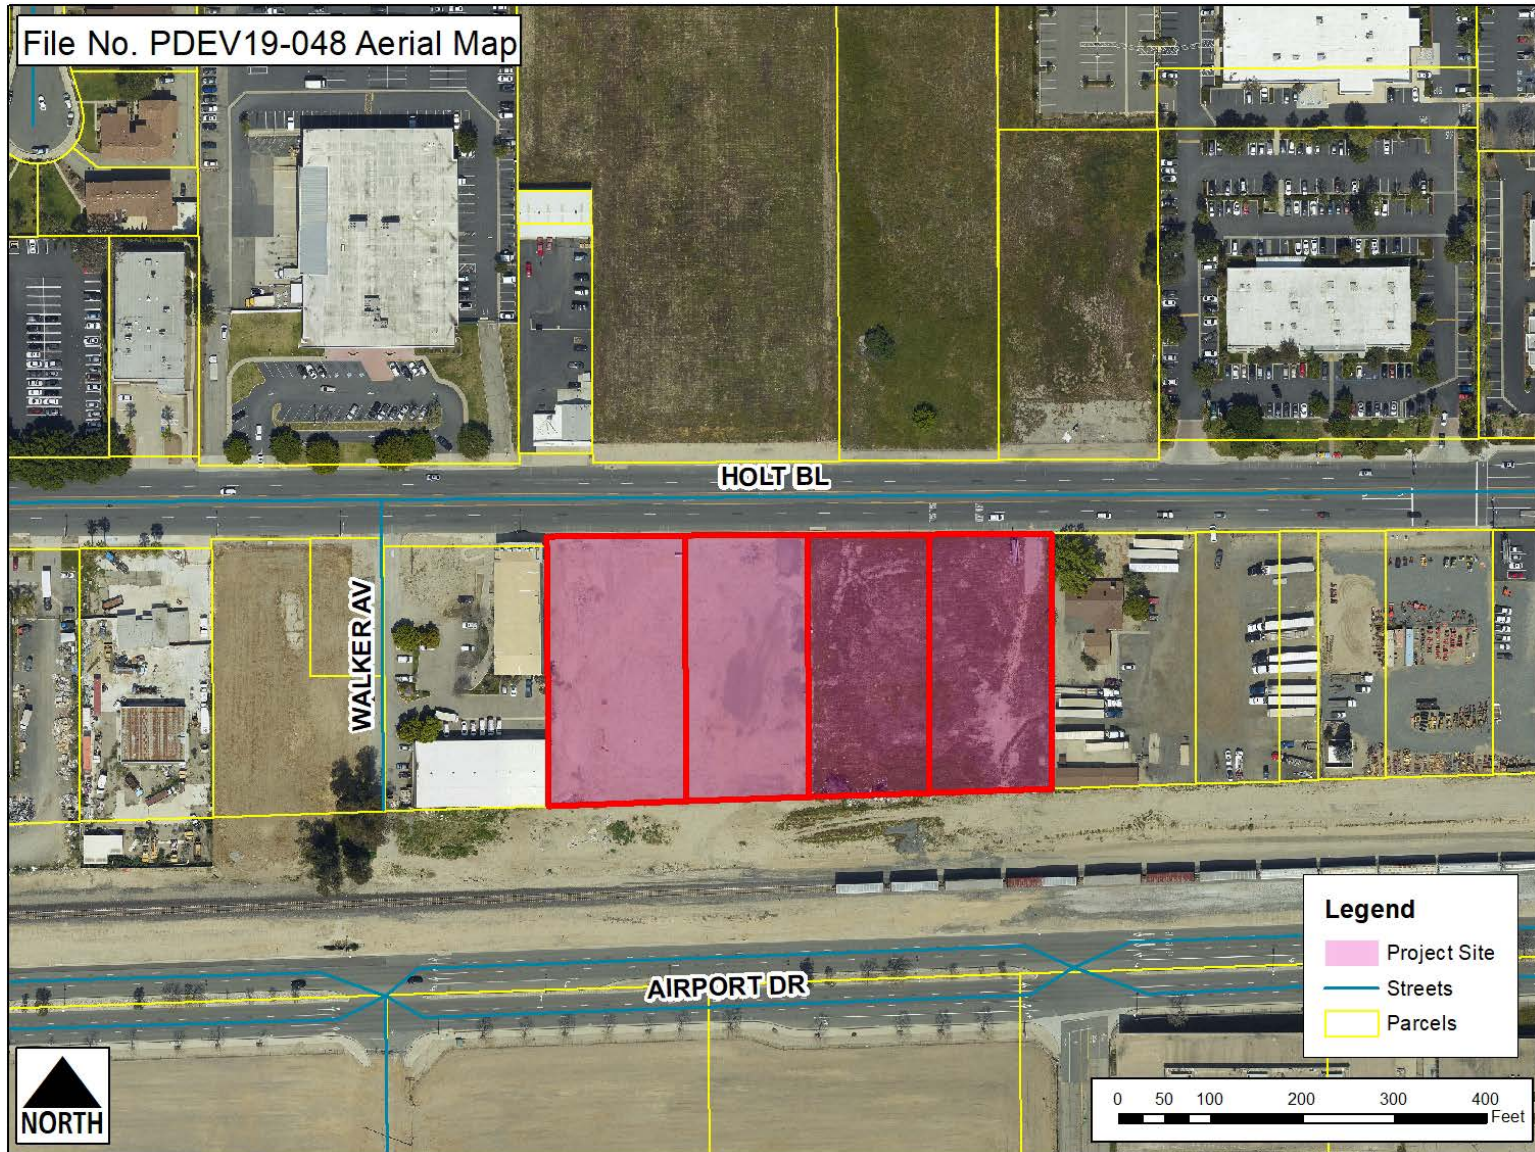 File No. PDEV19-048 Aerial Map
HOLT BL
WALKER AV
AIRPORT DR
Legend
Project Site
Streets
Parcels
NORTH
0 50 100 200 300 400
Feet